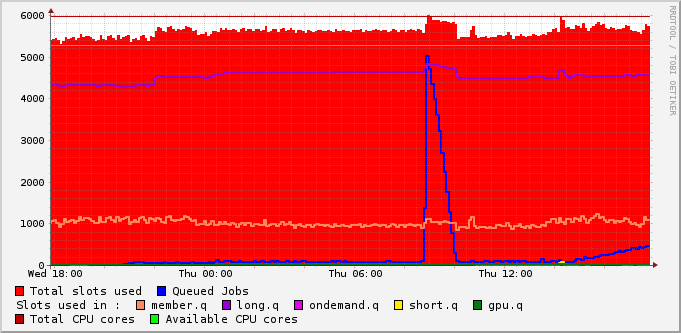 6000
5000
4000
3000
2000
1000
0
Wed 18:00 Thu 00:00 Thu 06:00 Thu 12:00
RRDTOOL / TOBI OETIKER
Total slots used Queued Jobs
Slots used in : member.q long.q ondemand.q short.q gpu.q
Total CPU cores Available CPU cores